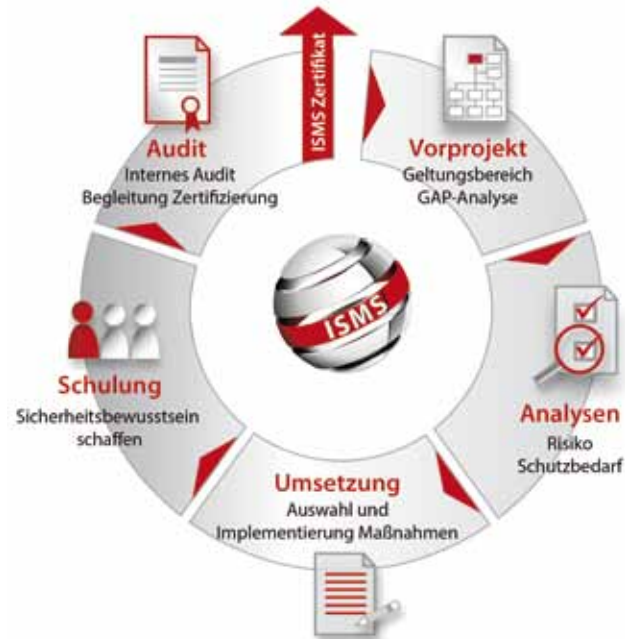 ISMS Zertifikat
Vorprojekt
Geltungsbereich
GAP-Analyse
Analysen
Risiko
Schutzbedarf
Umsetzung
Auswahl und
Implementierung Maßnahmen
Schulung
Sicherheitsbewusstsein
schaffen
Audit
Internes Audit
Begleitung Zertifizierung
ISMS